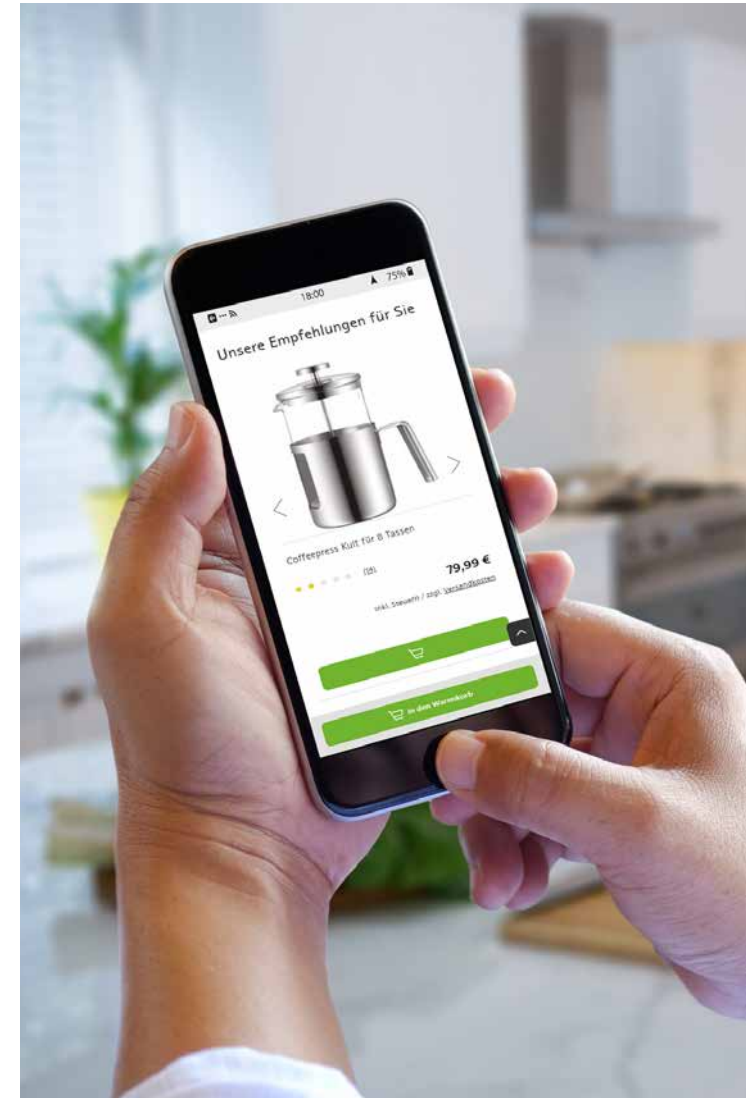 18:00
75%
Unsere Empfehlungen für Sie
Coffeepress Kult für 8 Tassen
79,99 €
inkl. Steuern / zzgl. Versandkosten
In den Warenkorb